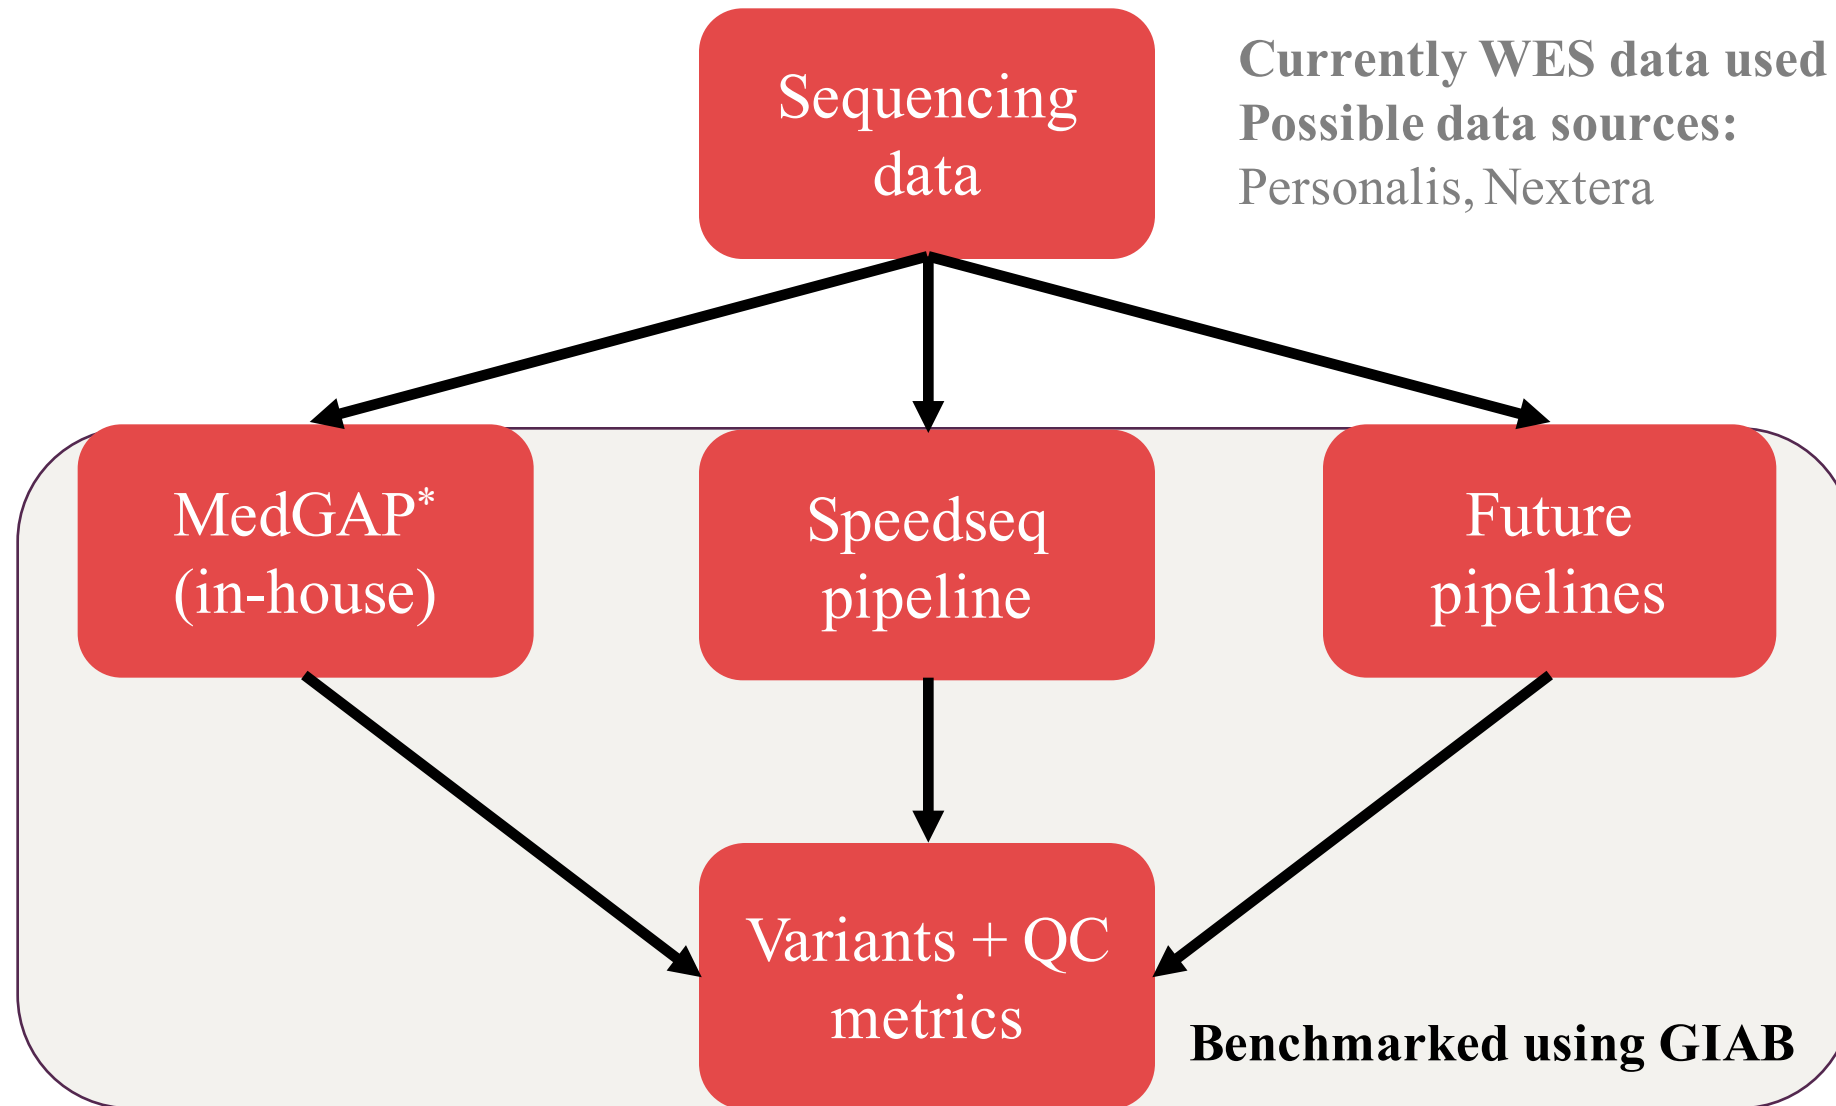 Sequencing
data
Currently WES data used
Possible data sources:
Personalis, Nextera
MedGAP*
(in-house)
Speedseq
pipeline
Future
pipelines
Variants + QC
metrics
Benchmarked using GIAB